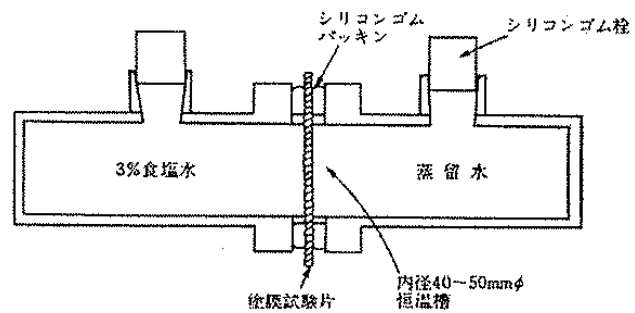 シリコンゴム
パッキン
シリコンゴム栓
3%食塩水
蒸留水
塗膜試験片
内径40〜50mmφ
恒温槽